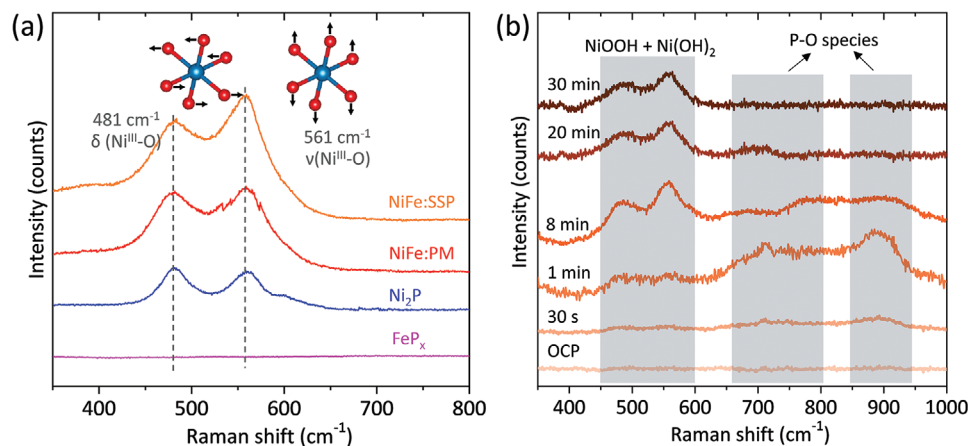 (a)
481 cm⁻¹
δ (Niᴵᴵᴵ-O)
561 cm⁻¹
ν(Niᴵᴵᴵ-O)
NiFe:SSP
NiFe:PM
Ni₂P
FePₓ
Intensity (counts)
400 500 600 700 800
Raman shift (cm⁻¹)
(b)
NiOOH + Ni(OH)₂
P-O species
30 min
20 min
8 min
1 min
30 s
OCP
Intensity (counts)
400 500 600 700 800 900 1000
Raman shift (cm⁻¹)